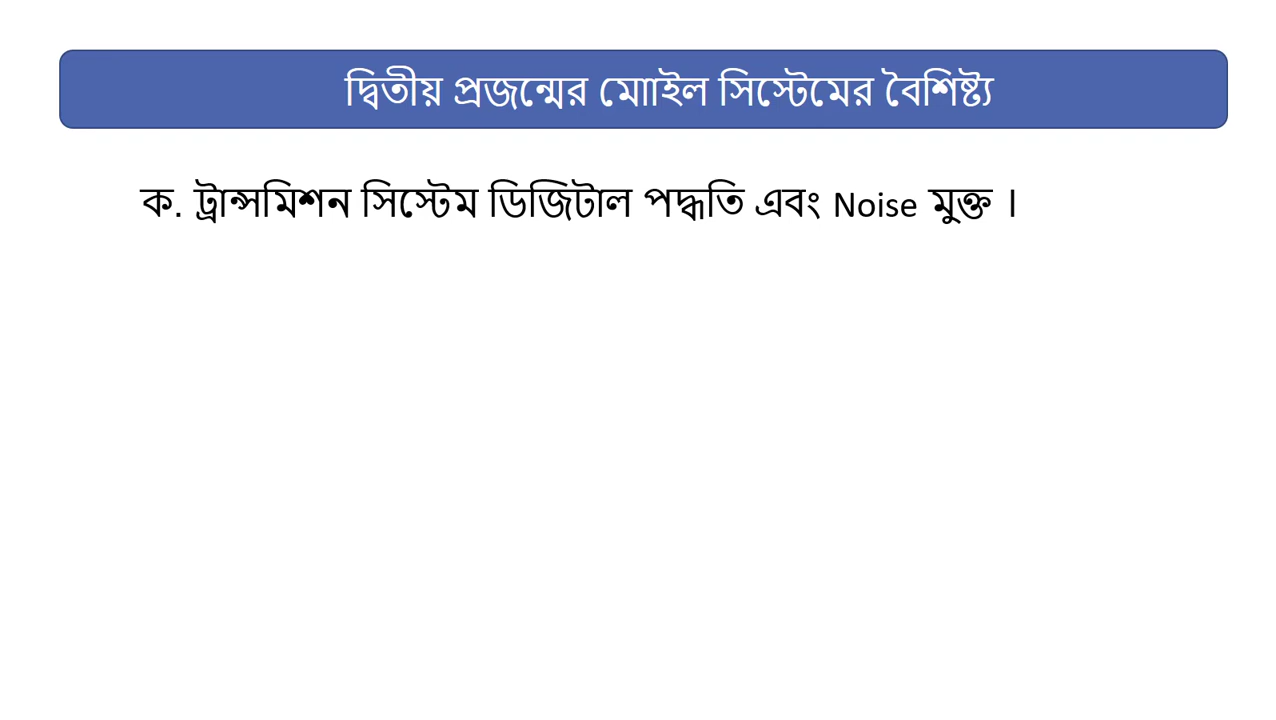 দ্বিতীয় প্রজন্মের মোাইল সিস্টেমের বৈশিষ্ট্য
ক. ট্রান্সমিশন সিস্টেম ডিজিটাল পদ্ধতি এবং Noise মুক্ত ।